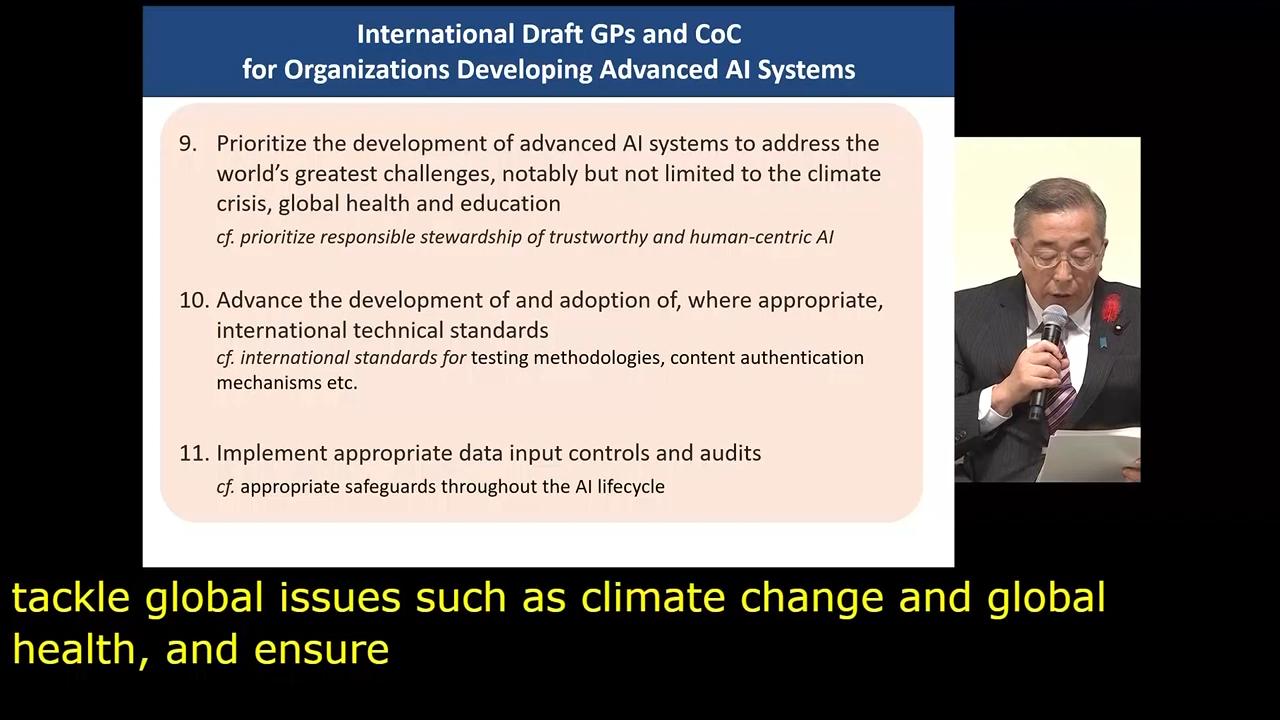 International Draft GPs and CoC
for Organizations Developing Advanced AI Systems
9. Prioritize the development of advanced AI systems to address the
world's greatest challenges, notably but not limited to the climate
crisis, global health and education
cf. prioritize responsible stewardship of trustworthy and human-centric AI
10. Advance the development of and adoption of, where appropriate,
international technical standards
cf. international standards for testing methodologies, content authentication
mechanisms etc.
11. Implement appropriate data input controls and audits
cf. appropriate safeguards throughout the AI lifecycle
tackle global issues such as climate change and global
health, and ensure